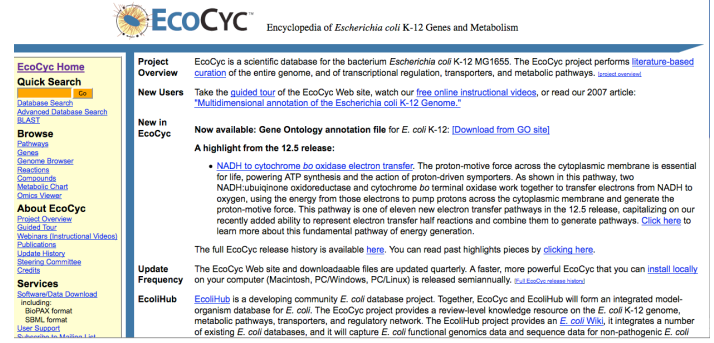 EcoCyc™
Encyclopedia of Escherichia coli K-12 Genes and Metabolism
EcoCyc Home
Quick Search
Go
Database Search
Advanced Database Search
BLAST
Browse
Pathways
Genes
Genome Browser
Reactions
Compounds
Metabolic Chart
Omics Viewer
About EcoCyc
Project Overview
Guided Tour
Webinars (Instructional Videos)
Publications
Update History
Steering Committee
Credits
Services
Software/Data Download
including:
BioPAX format
SBML format
User Support
Subscribe to Mailing List
Project
Overview
EcoCyc is a scientific database for the bacterium Escherichia coli K-12 MG1655. The EcoCyc project performs literature-based
curation of the entire genome, and of transcriptional regulation, transporters, and metabolic pathways. [project overview]
New Users
Take the guided tour of the EcoCyc Web site, watch our free online instructional videos, or read our 2007 article:
"Multidimensional annotation of the Escherichia coli K-12 Genome."
New in
EcoCyc
Now available: Gene Ontology annotation file for E. coli K-12: [Download from GO site]
A highlight from the 12.5 release:
• NADH to cytochrome bo oxidase electron transfer. The proton-motive force across the cytoplasmic membrane is essential
for life, powering ATP synthesis and the action of proton-driven symporters. As shown in this pathway, two
NADH:ubuiqinone oxidoreductase and cytochrome bo terminal oxidase work together to transfer electrons from NADH to
oxygen, using the energy from those electrons to pump protons across the cytoplasmic membrane and generate the
proton-motive force. This pathway is one of eleven new electron transfer pathways in the 12.5 release, capitalizing on our
recently added ability to represent electron transfer half reactions and combine them to generate pathways. Click here to
learn more about this fundamental pathway of energy generation.
The full EcoCyc release history is available here. You can read past highlights pieces by clicking here.
Update
Frequency
The EcoCyc Web site and downloadaable files are updated quarterly. A faster, more powerful EcoCyc that you can install locally
on your computer (Macintosh, PC/Windows, PC/Linux) is released semiannually. [Full EcoCyc release history]
EcoliHub
EcoliHub is a developing community E. coli database project. Together, EcoCyc and EcoliHub will form an integrated model-
organism database for E. coli. The EcoCyc project provides a review-level knowledge resource on the E. coli K-12 genome,
metabolic pathways, transporters, and regulatory network. The EcoliHub project provides an E. coli Wiki, it integrates a number
of existing E. coli databases, and it will capture E. coli functional genomics data and sequence data for non-pathogenic E. coli